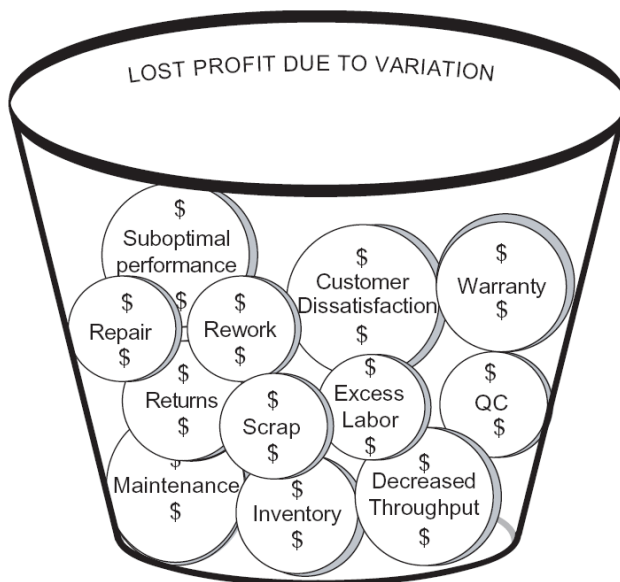 LOST PROFIT DUE TO VARIATION
$
Suboptimal
performance
$
$
Customer
Dissatisfaction
$
$
Warranty
$
$
Repair
$
$
Rework
$
$
Returns
$
$
Scrap
$
$
Excess
Labor
$
$
QC
$
$
Maintenance
$
$
Inventory
$
$
Decreased
Throughput
$